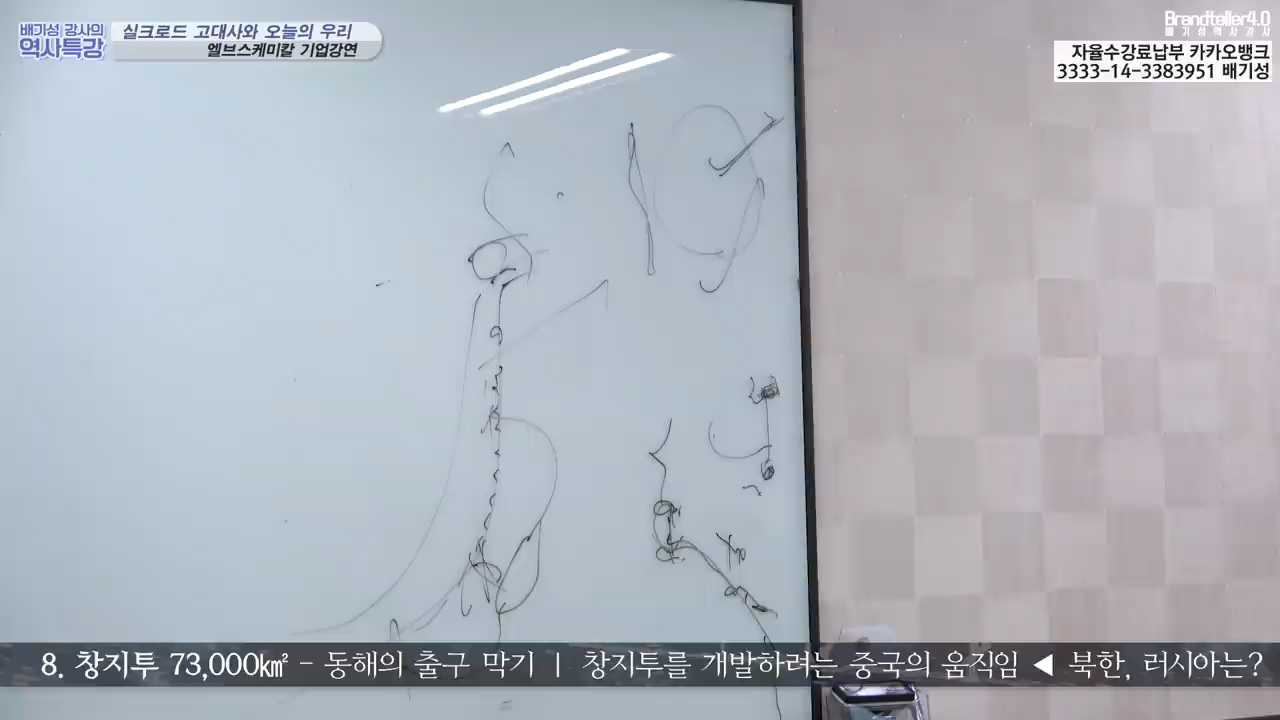 배기성 강사의
역사특강
실크로드 고대사와 오늘의 우리
엘브스케미칼 기업강연
Brandteller4.0
배기성역사강사
자율수강료납부 카카오뱅크
3333-14-3383951 배기성
8. 창지투 73,000㎢ - 동해의 출구 막기 | 창지투를 개발하려는 중국의 움직임 ◀ 북한, 러시아는?